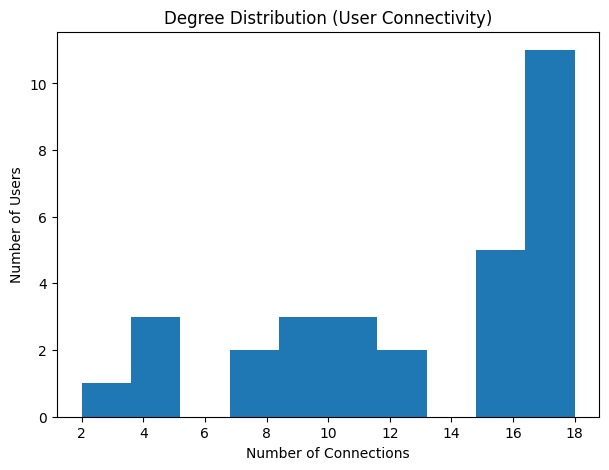 Degree Distribution (User Connectivity)
10
8
6
4
2
0
Number of Users
2 4 6 8 10 12 14 16 18
Number of Connections